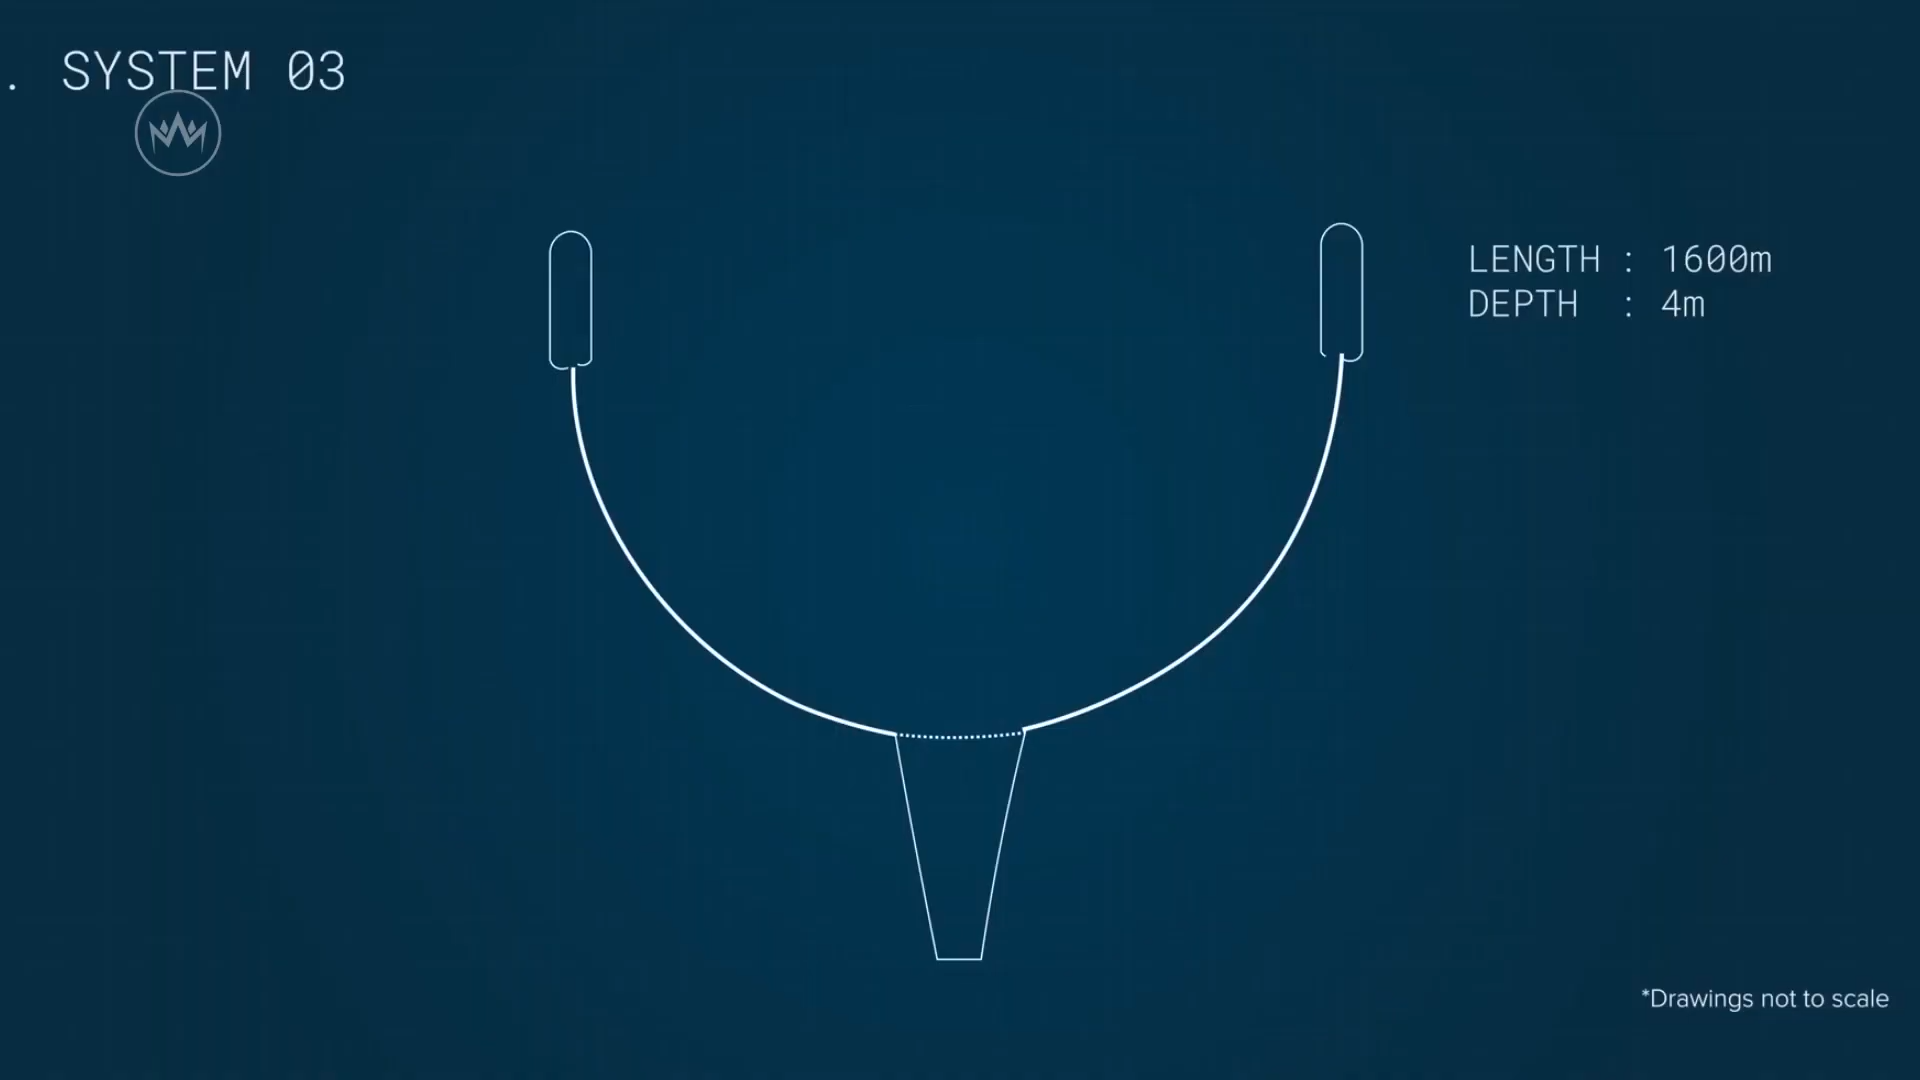 . SYSTEM 03
LENGTH : 1600m
DEPTH : 4m
*Drawings not to scale